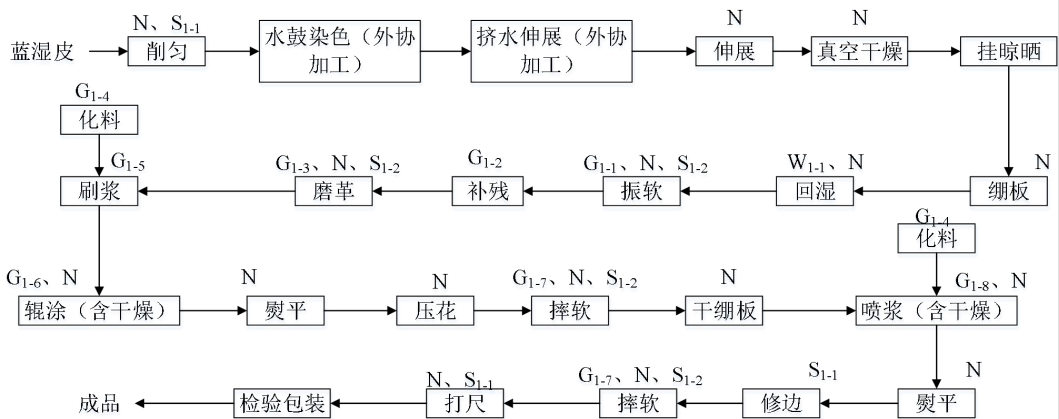 N、S1-1
N
N
蓝湿皮
削匀
水鼓染色（外协
加工）
挤水伸展（外协
加工）
伸展
真空干燥
挂晾晒
G1-4
化料
G1-5
G1-3、N、S1-2
G1-2
G1-1、N、S1-2
W1-1、N
N
刷浆
磨革
补残
振软
回湿
绷板
G1-4
化料
G1-6、N
N
N
G1-7、N、S1-2
N
G1-8、N
辊涂（含干燥）
熨平
压花
摔软
干绷板
喷浆（含干燥）
N、S1-1
G1-7、N、S1-2
S1-1
N
成品
检验包装
打尺
摔软
修边
熨平